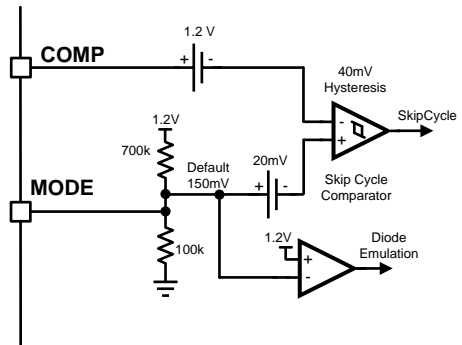 1.2 V
COMP
+ -
40mV
Hysteresis
SkipCycle
-
+
1.2V
700k
Default
150mV
20mV
+ -
Skip Cycle
Comparator
MODE
100k
1.2V
+
-
Diode
Emulation